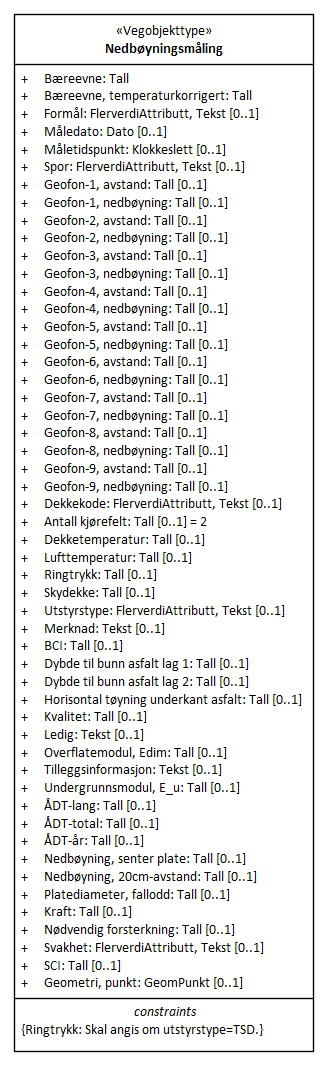 «Vegobjekttype»
Nedbøyningsmåling
+ Bæreevne: Tall
+ Bæreevne, temperaturkorrigert: Tall
+ Formål: FlerverdiAttributt, Tekst [0..1]
+ Måledato: Dato [0..1]
+ Måletidspunkt: Klokkeslett [0..1]
+ Spor: FlerverdiAttributt, Tekst [0..1]
+ Geofon-1, avstand: Tall [0..1]
+ Geofon-1, nedbøyning: Tall [0..1]
+ Geofon-2, avstand: Tall [0..1]
+ Geofon-2, nedbøyning: Tall [0..1]
+ Geofon-3, avstand: Tall [0..1]
+ Geofon-3, nedbøyning: Tall [0..1]
+ Geofon-4, avstand: Tall [0..1]
+ Geofon-4, nedbøyning: Tall [0..1]
+ Geofon-5, avstand: Tall [0..1]
+ Geofon-5, nedbøyning: Tall [0..1]
+ Geofon-6, avstand: Tall [0..1]
+ Geofon-6, nedbøyning: Tall [0..1]
+ Geofon-7, avstand: Tall [0..1]
+ Geofon-7, nedbøyning: Tall [0..1]
+ Geofon-8, avstand: Tall [0..1]
+ Geofon-8, nedbøyning: Tall [0..1]
+ Geofon-9, avstand: Tall [0..1]
+ Geofon-9, nedbøyning: Tall [0..1]
+ Dekkekode: FlerverdiAttributt, Tekst [0..1]
+ Antall kjørefelt: Tall [0..1] = 2
+ Dekketemperatur: Tall [0..1]
+ Lufttemperatur: Tall [0..1]
+ Ringtrykk: Tall [0..1]
+ Skydekke: Tall [0..1]
+ Utstyrstype: FlerverdiAttributt, Tekst [0..1]
+ Merknad: Tekst [0..1]
+ BCI: Tall [0..1]
+ Dybde til bunn asfalt lag 1: Tall [0..1]
+ Dybde til bunn asfalt lag 2: Tall [0..1]
+ Horisontal tøyning underkant asfalt: Tall [0..1]
+ Kvalitet: Tall [0..1]
+ Ledig: Tekst [0..1]
+ Overflatemodul, Edim: Tall [0..1]
+ Tilleggsinformasjon: Tekst [0..1]
+ Undergrunnsmodul, E_u: Tall [0..1]
+ ÅDT-lang: Tall [0..1]
+ ÅDT-total: Tall [0..1]
+ ÅDT-år: Tall [0..1]
+ Nedbøyning, senter plate: Tall [0..1]
+ Nedbøyning, 20cm-avstand: Tall [0..1]
+ Platediameter, fallodd: Tall [0..1]
+ Kraft: Tall [0..1]
+ Nødvendig forsterkning: Tall [0..1]
+ Svakhet: FlerverdiAttributt, Tekst [0..1]
+ SCI: Tall [0..1]
+ Geometri, punkt: GeomPunkt [0..1]
constraints
{Ringtrykk: Skal angis om utstyrstype=TSD.}